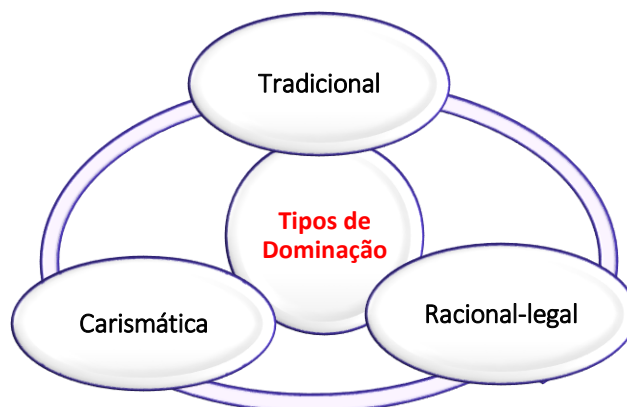 Tradicional
Tipos de
Dominação
Carismática
Racional-legal